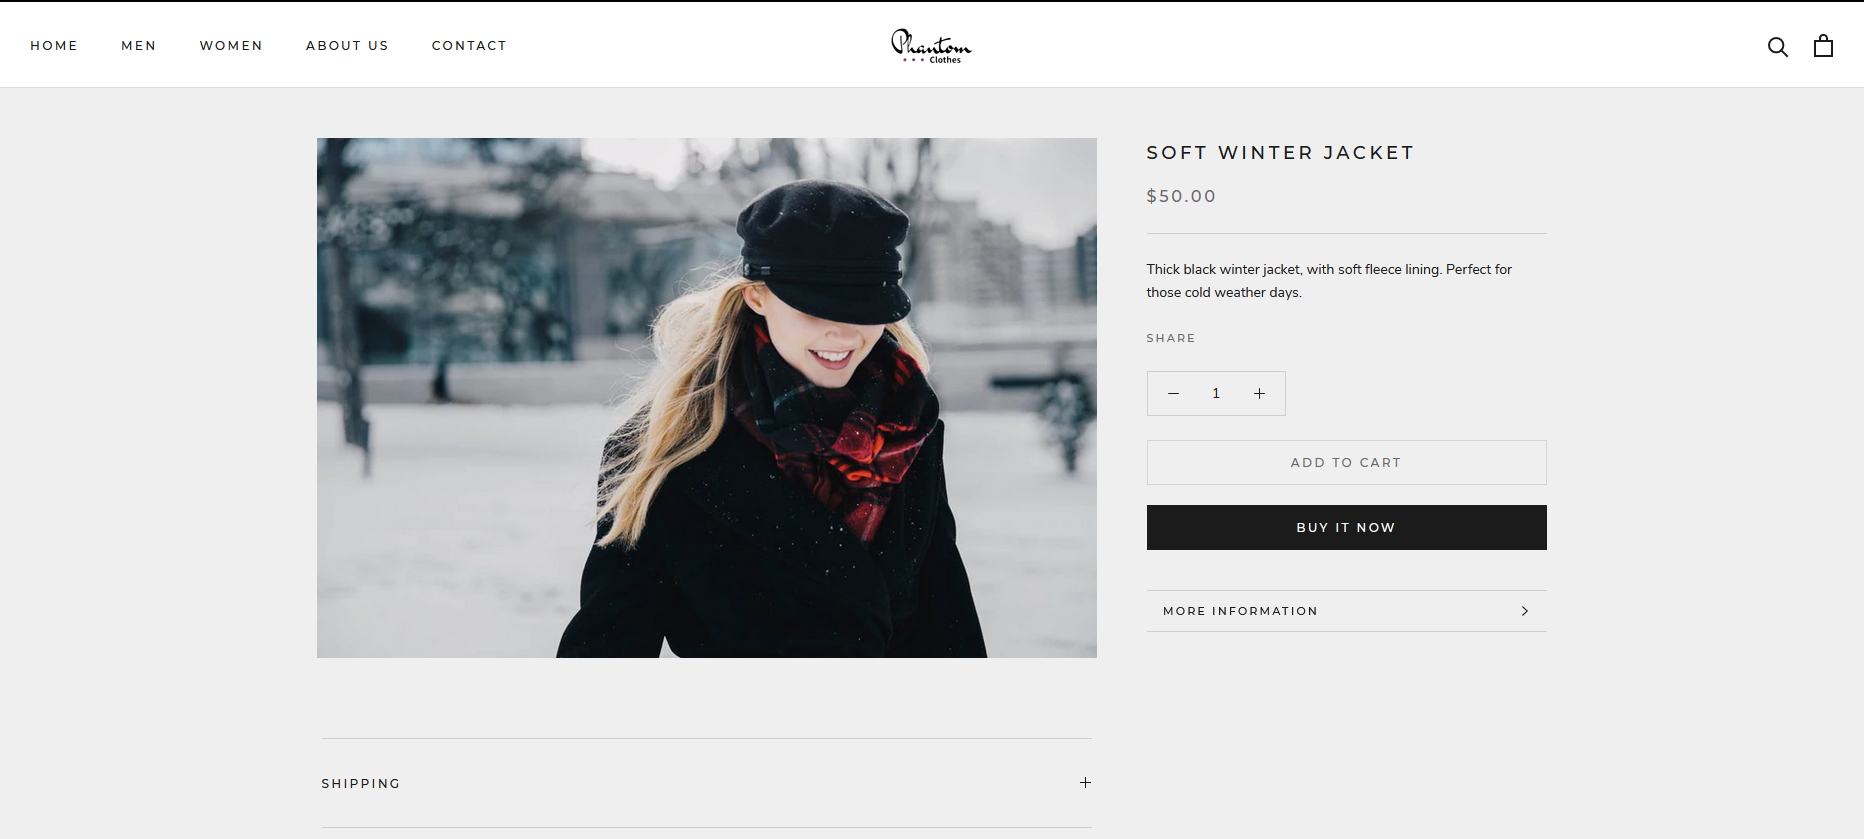 HOME MEN WOMEN ABOUT US CONTACT
Phantom
Clothes
SOFT WINTER JACKET
$50.00
Thick black winter jacket, with soft fleece lining. Perfect for
those cold weather days.
SHARE
1
ADD TO CART
BUY IT NOW
MORE INFORMATION
SHIPPING